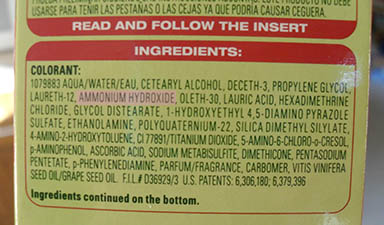 USARSE PARA TEÑIR LAS PESTAÑAS O LAS CEJAS YA QUE PODRÍA CAUSAR CEGUERA.
READ AND FOLLOW THE INSERT
INGREDIENTS:
COLORANT:
1079883 AQUA/WATER/EAU, CETEARYL ALCOHOL, DECETH-3, PROPYLENE GLYCOL
LAURETH-12, AMMONIUM HYDROXIDE, OLETH-30, LAURIC ACID, HEXADIMETHRINE
CHLORIDE, GLYCOL DISTEARATE, 1-HYDROXYETHYL 4,5-DIAMINO PYRAZOLE
SULFATE, ETHANOLAMINE, POLYQUATERNIUM-22, SILICA DIMETHYL SILYLATE,
4-AMINO-2-HYDROXYTOLUENE, CI 77891/TITANIUM DIOXIDE, 5-AMINO-6-CHLORO-o-CRESOL,
p-AMINOPHENOL, ASCORBIC ACID, SODIUM METABISULFITE, DIMETHICONE, PENTASODIUM
PENTETATE, p-PHENYLENEDIAMINE, PARFUM/FRAGRANCE, CARBOMER, VITIS VINIFERA
SEED OIL/GRAPE SEED OIL. F.I.L# D36929/3 U.S. PATENTS: 6,306,180; 6,379,396
Ingredients continued on the bottom.